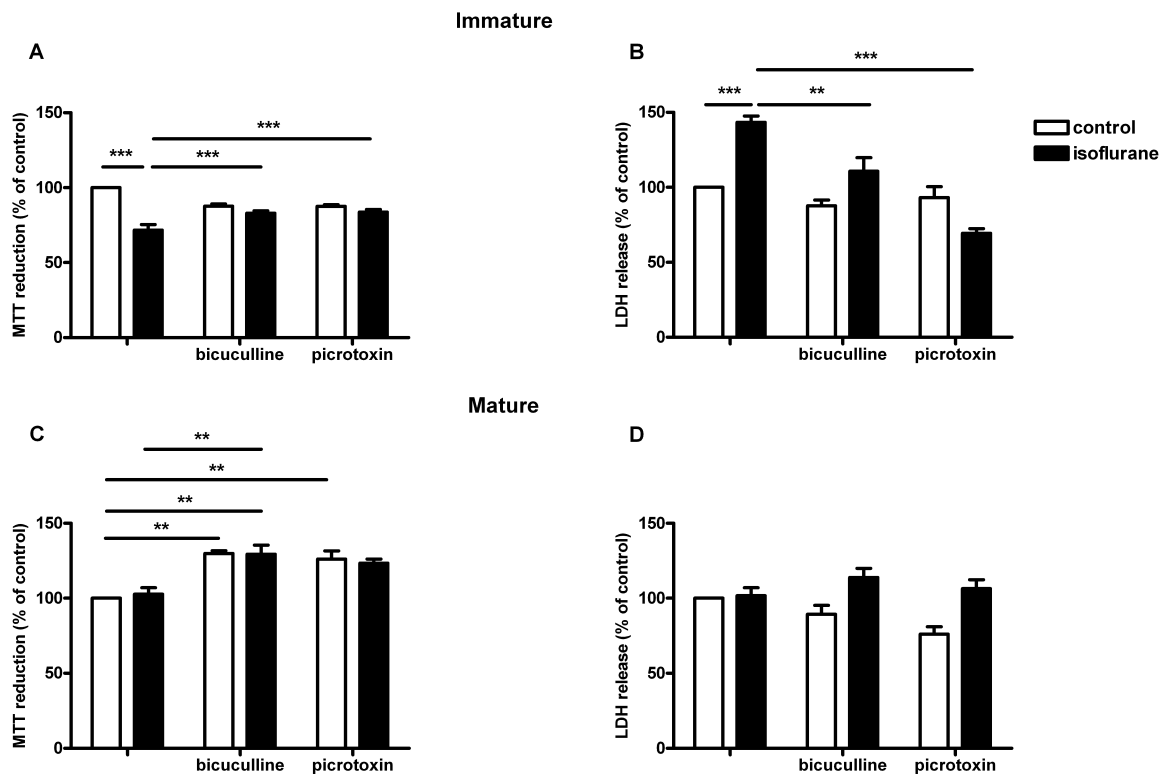 Immature
A
***
***
***
MTT reduction (% of control)
150
100
50
0
bicuculline
picrotoxin
B
***
***
**
LDH release (% of control)
150
100
50
0
bicuculline
picrotoxin
control
isoflurane
Mature
C
**
**
**
**
MTT reduction (% of control)
150
100
50
0
bicuculline
picrotoxin
D
LDH release (% of control)
150
100
50
0
bicuculline
picrotoxin